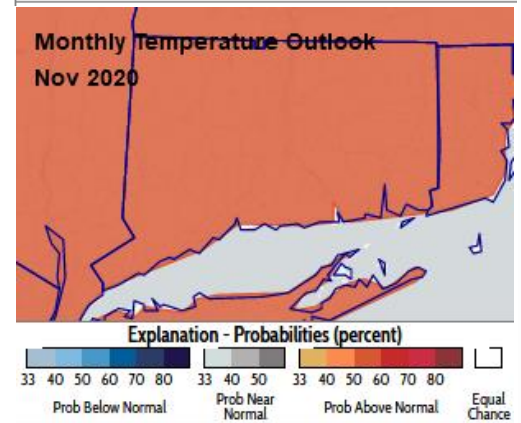 Monthly Temperature Outlook
Nov 2020
Explanation - Probabilities (percent)
33 40 50 60 70 80 33 40 50 33 40 50 60 70 80
Prob Below Normal Prob Near Normal Prob Above Normal Equal Chance